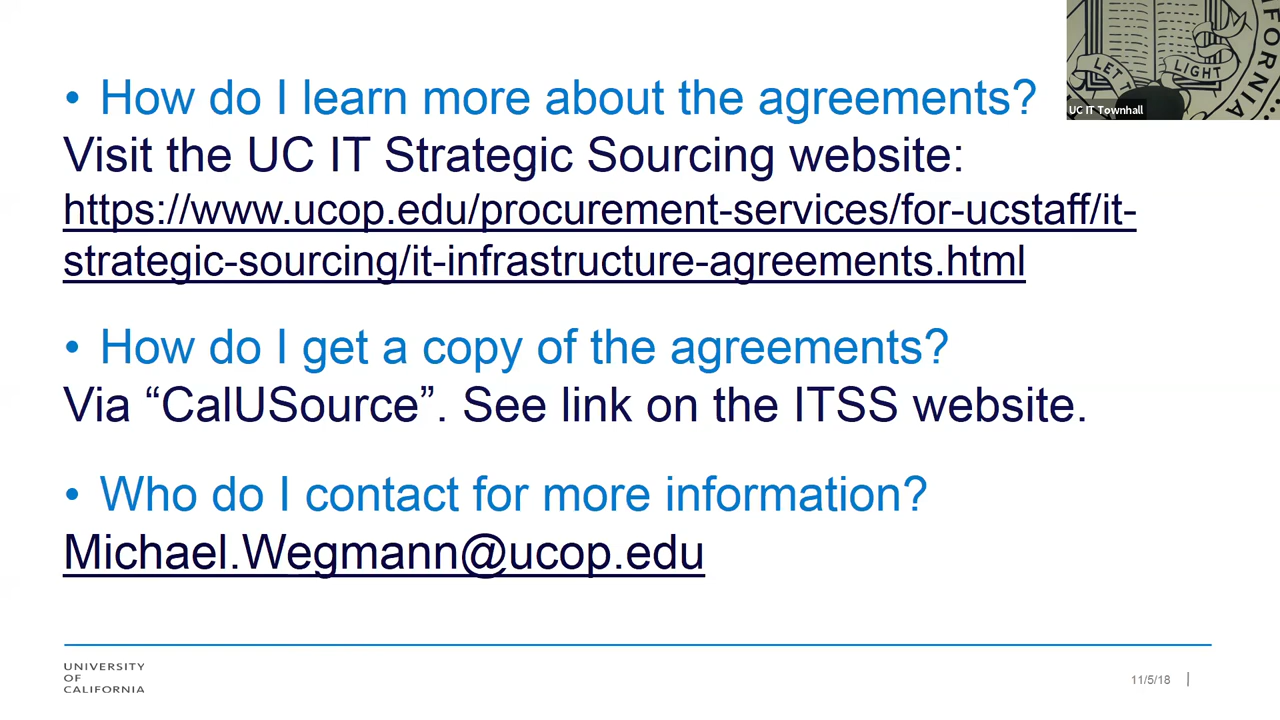 • How do I learn more about the agreements?
Visit the UC IT Strategic Sourcing website:
https://www.ucop.edu/procurement-services/for-ucstaff/it-
strategic-sourcing/it-infrastructure-agreements.html
• How do I get a copy of the agreements?
Via “CalUSource”. See link on the ITSS website.
• Who do I contact for more information?
Michael.Wegmann@ucop.edu
UNIVERSITY
OF
CALIFORNIA
11/5/18 |
LET
LIGHT
UC IT Townhall